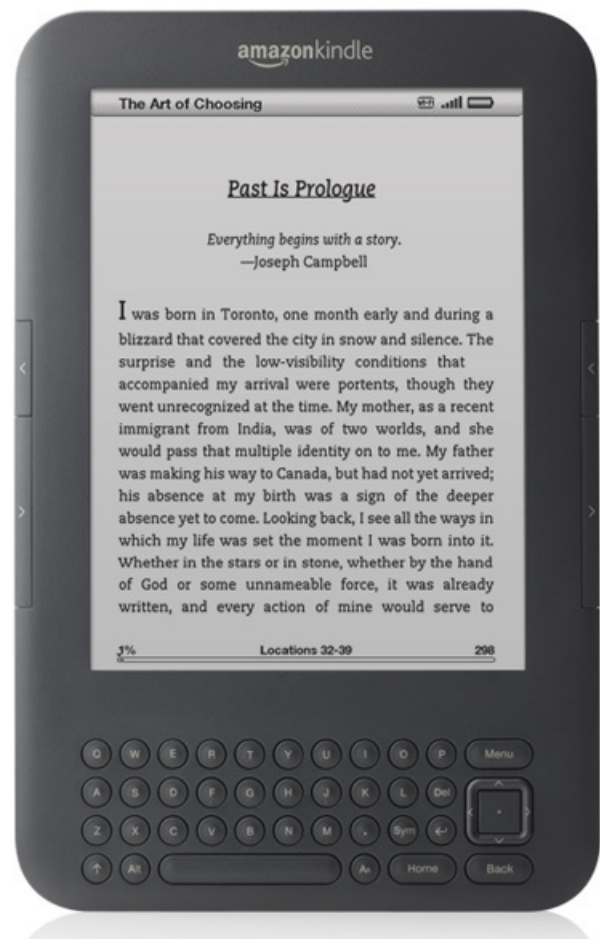 amazonkindle
The Art of Choosing
Past Is Prologue
Everything begins with a story.
—Joseph Campbell
I was born in Toronto, one month early and during a
blizzard that covered the city in snow and silence. The
surprise and the low-visibility conditions that
accompanied my arrival were portents, though they
went unrecognized at the time. My mother, as a recent
immigrant from India, was of two worlds, and she
would pass that multiple identity on to me. My father
was making his way to Canada, but had not yet arrived;
his absence at my birth was a sign of the deeper
absence yet to come. Looking back, I see all the ways in
which my life was set the moment I was born into it.
Whether in the stars or in stone, whether by the hand
of God or some unnameable force, it was already
written, and every action of mine would serve to
1% Locations 32-39 298
Q W E R T Y U I O P Menu
A S D F G H J K L Del
Z X C V B N M . Sym
Alt Aa Home Back